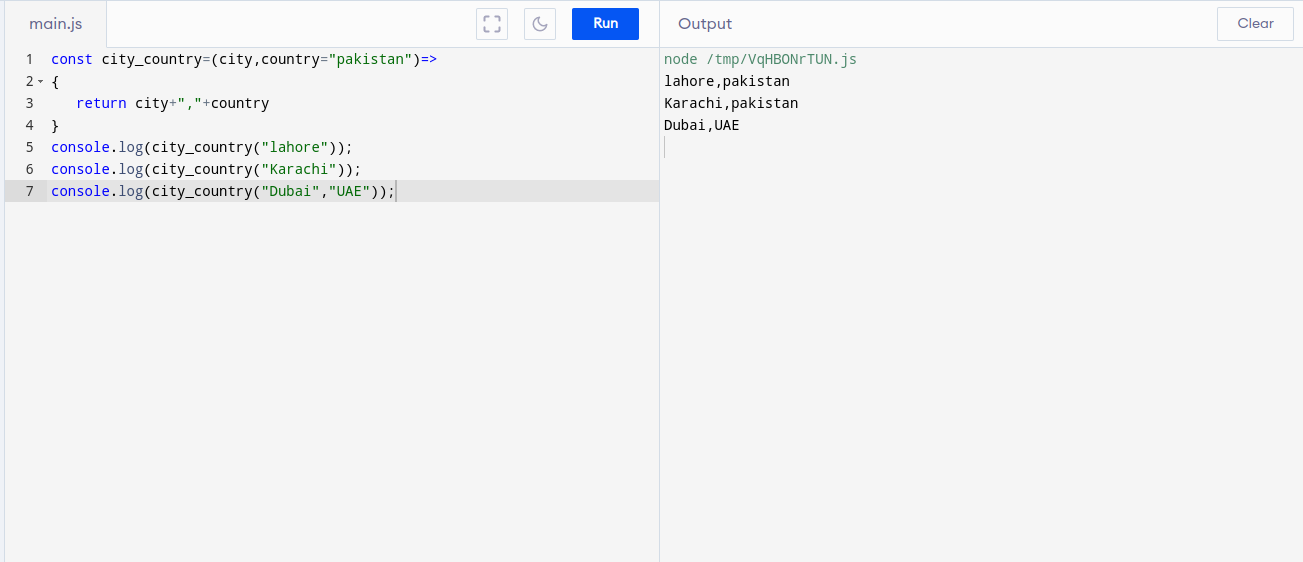 main.js
Run
Output
Clear
1 const city_country=(city,country="pakistan")=>
2 {
3    return city+","+country
4 }
5 console.log(city_country("lahore"));
6 console.log(city_country("Karachi"));
7 console.log(city_country("Dubai","UAE"));
node /tmp/VqHBONrTUN.js
lahore,pakistan
Karachi,pakistan
Dubai,UAE